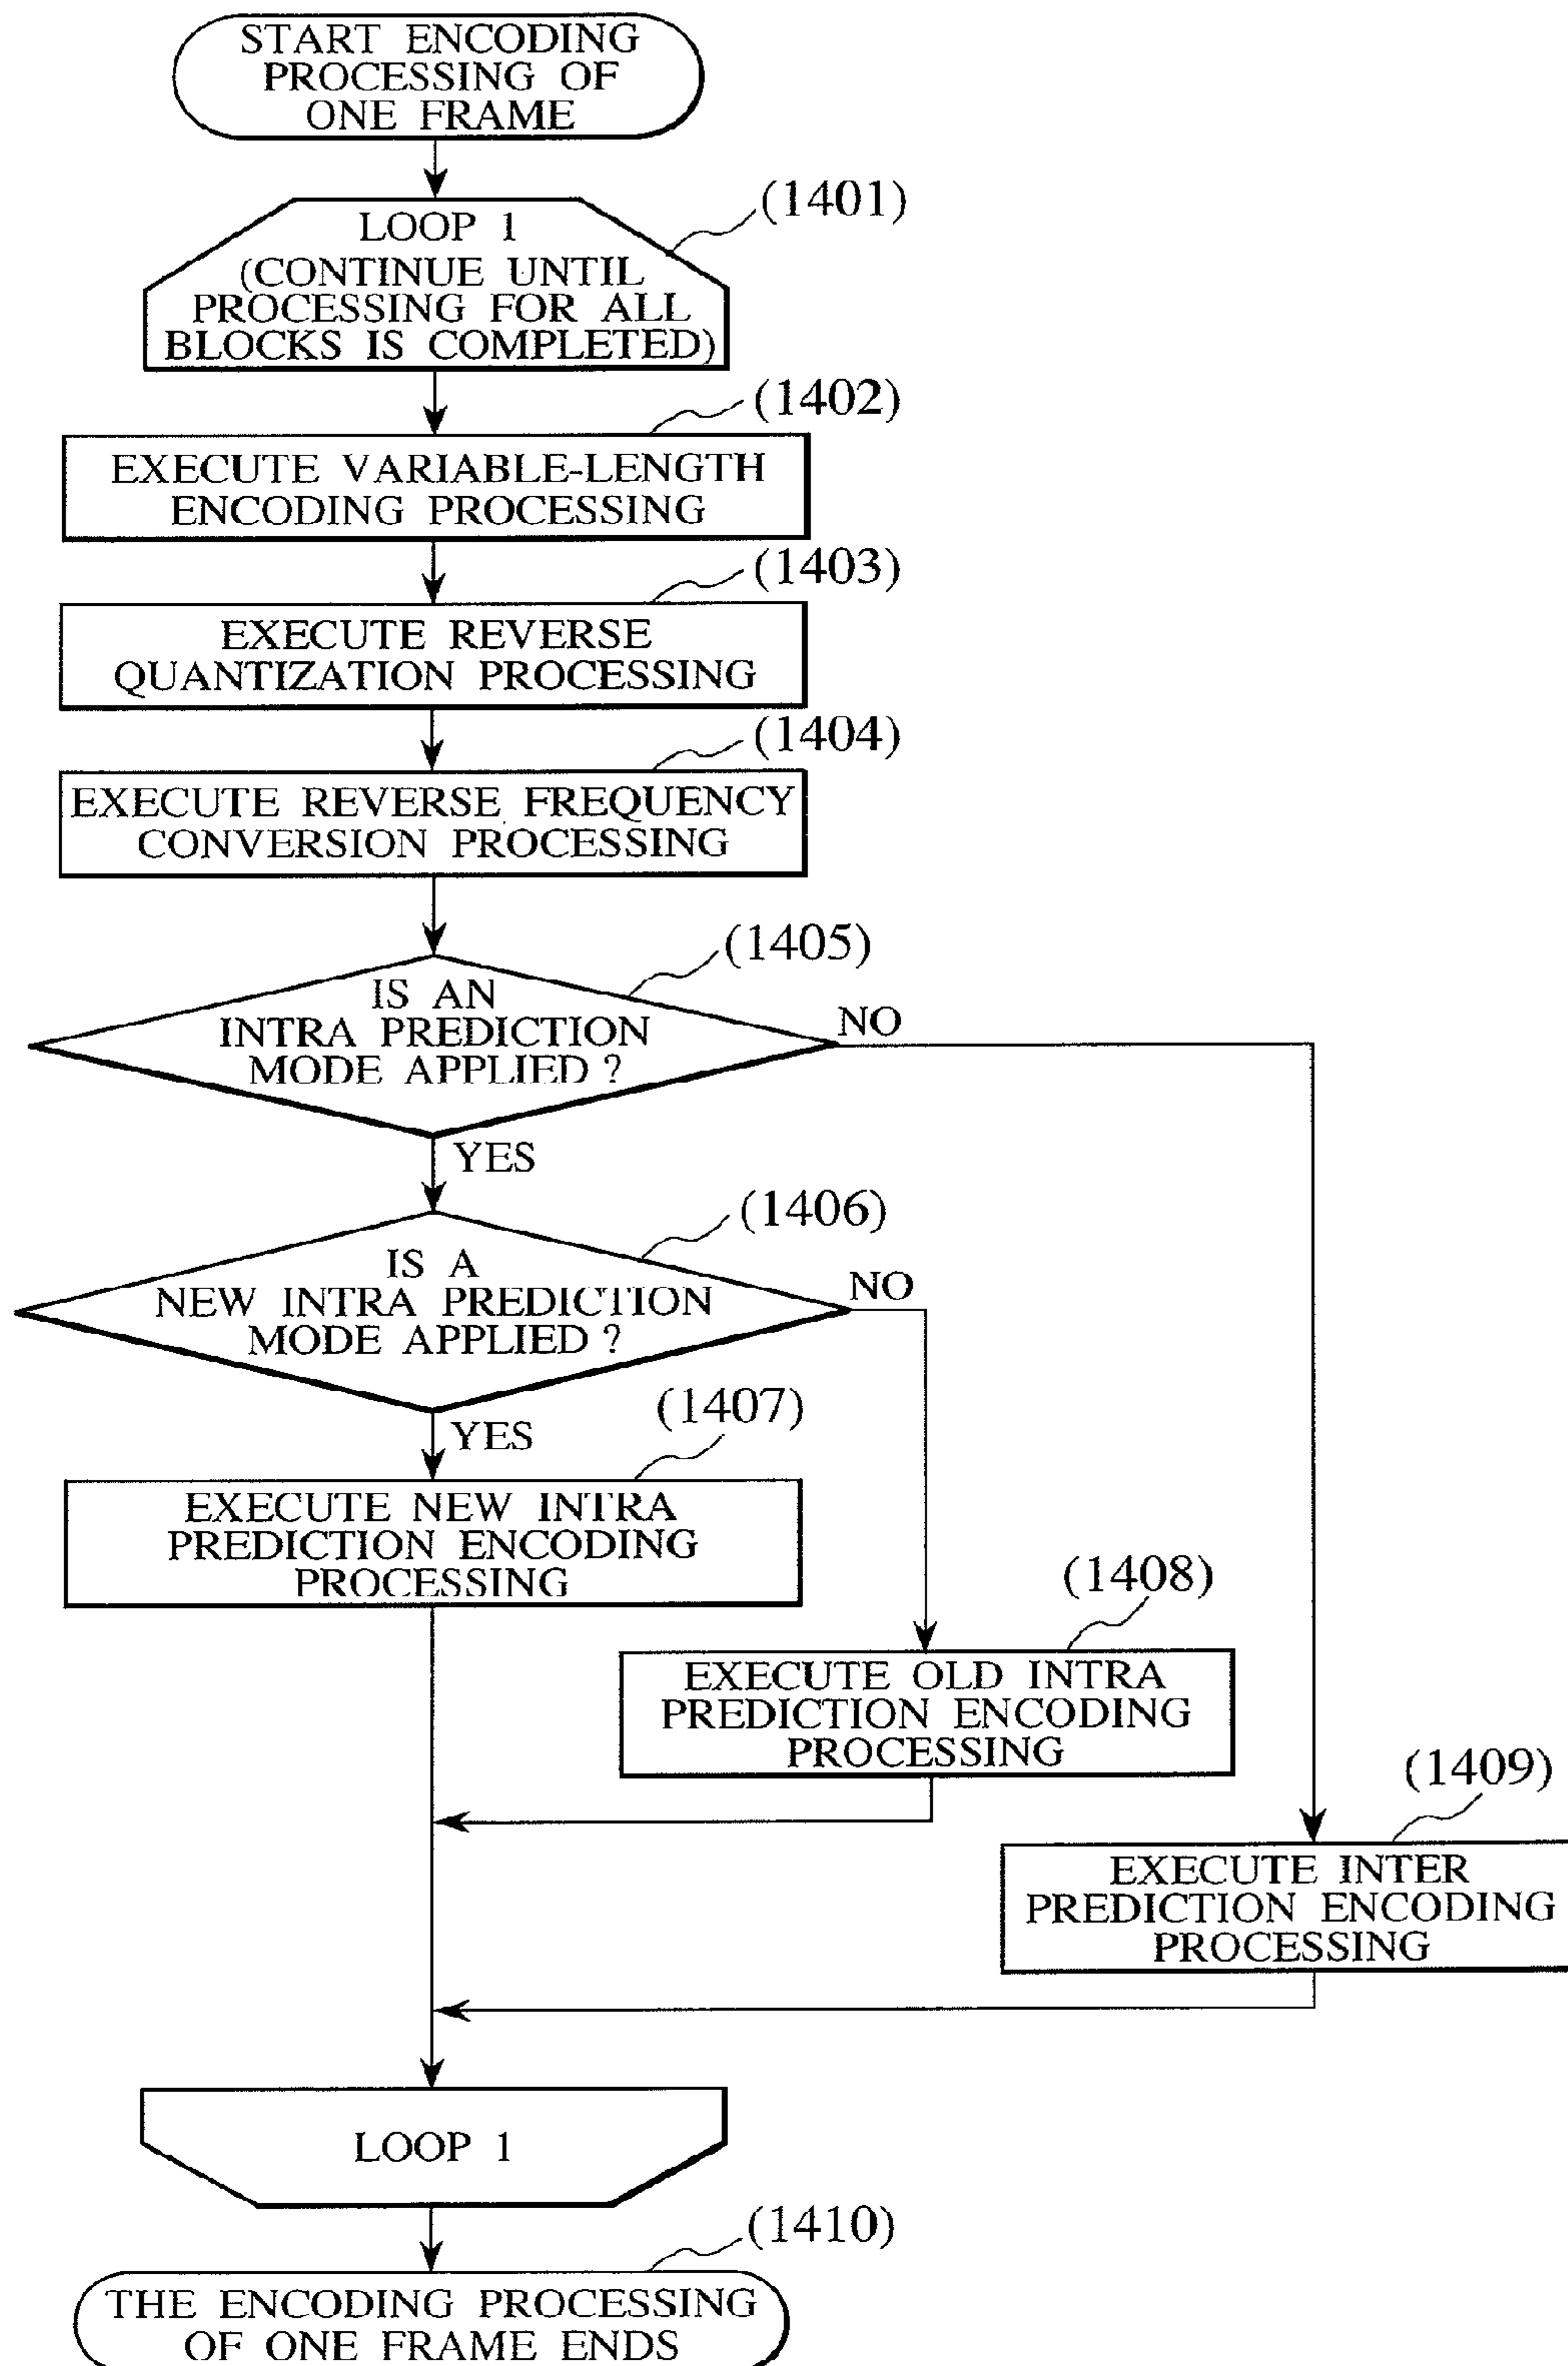 START ENCODING
PROCESSING OF
ONE FRAME
(1401)
LOOP 1
(CONTINUE UNTIL
PROCESSING FOR ALL
BLOCKS IS COMPLETED)
(1402)
EXECUTE VARIABLE-LENGTH
ENCODING PROCESSING
(1403)
EXECUTE REVERSE
QUANTIZATION PROCESSING
(1404)
EXECUTE REVERSE FREQUENCY
CONVERSION PROCESSING
(1405)
IS AN
INTRA PREDICTION
MODE APPLIED ?
NO
YES
(1406)
IS A
NEW INTRA PREDICTION
MODE APPLIED ?
NO
YES
(1407)
EXECUTE NEW INTRA
PREDICTION ENCODING
PROCESSING
(1408)
EXECUTE OLD INTRA
PREDICTION ENCODING
PROCESSING
(1409)
EXECUTE INTER
PREDICTION ENCODING
PROCESSING
LOOP 1
(1410)
THE ENCODING PROCESSING
OF ONE FRAME ENDS